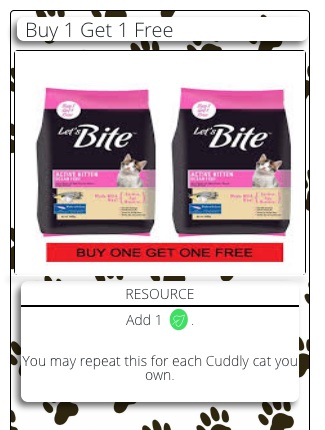 Buy 1 Get 1 Free
Let's Bite
Let's Bite
ACTIVE KITTEN
ACTIVE KITTEN
BUY ONE GET ONE FREE
RESOURCE
Add 1 .
You may repeat this for each Cuddly cat you
own.